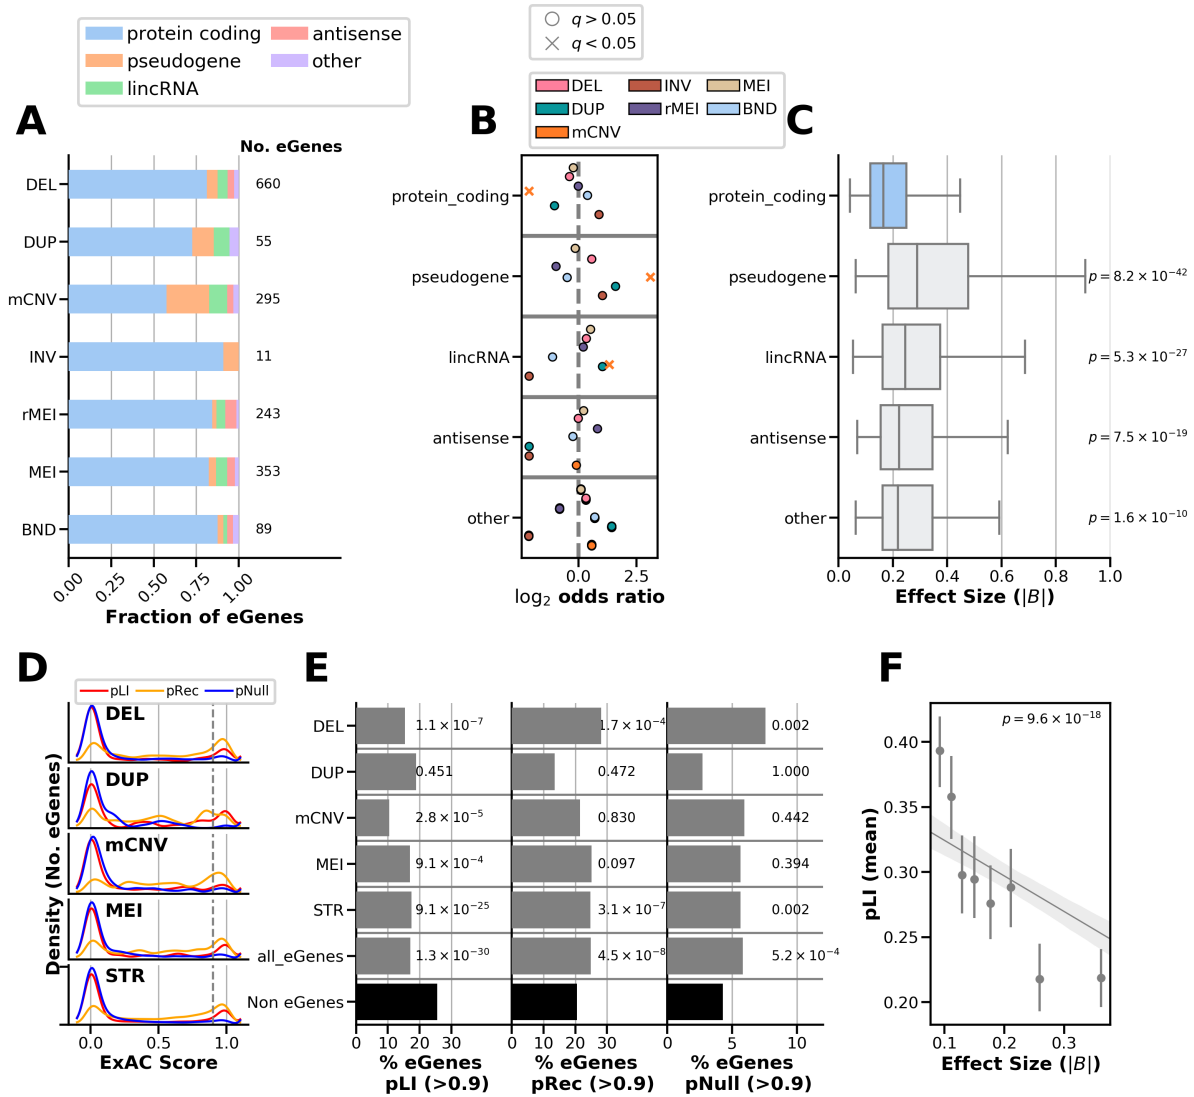 protein coding
pseudogene
lincRNA
antisense
other
q > 0.05
q < 0.05
DEL
DUP
mCNV
INV
rMEI
MEI
BND
A
No. eGenes
DEL
660
DUP
55
mCNV
295
INV
11
rMEI
243
MEI
353
BND
89
0.00
0.25
0.50
0.75
1.00
Fraction of eGenes
B
protein_coding
pseudogene
lincRNA
antisense
other
0.0
2.5
log₂ odds ratio
C
protein_coding
pseudogene
p = 8.2 × 10⁻⁴²
lincRNA
p = 5.3 × 10⁻²⁷
antisense
p = 7.5 × 10⁻¹⁹
other
p = 1.6 × 10⁻¹⁰
0.0
0.2
0.4
0.6
0.8
1.0
Effect Size (|B|)
D
pLI
pRec
pNull
DEL
DUP
mCNV
MEI
STR
Density (No. eGenes)
0.0
0.5
1.0
ExAC Score
E
DEL
1.1 × 10⁻⁷
1.7 × 10⁻⁴
0.002
DUP
0.451
0.472
1.000
mCNV
2.8 × 10⁻⁵
0.830
0.442
MEI
9.1 × 10⁻⁴
0.097
0.394
STR
9.1 × 10⁻²⁵
3.1 × 10⁻⁷
0.002
all_eGenes
1.3 × 10⁻³⁰
4.5 × 10⁻⁸
5.2 × 10⁻⁴
Non eGenes
0
10
20
30
% eGenes
pLI (>0.9)
0
10
20
30
% eGenes
pRec (>0.9)
0
5
10
% eGenes
pNull (>0.9)
F
p = 9.6 × 10⁻¹⁸
0.40
0.35
0.30
0.25
0.20
pLI (mean)
0.1
0.2
0.3
Effect Size (|B|)